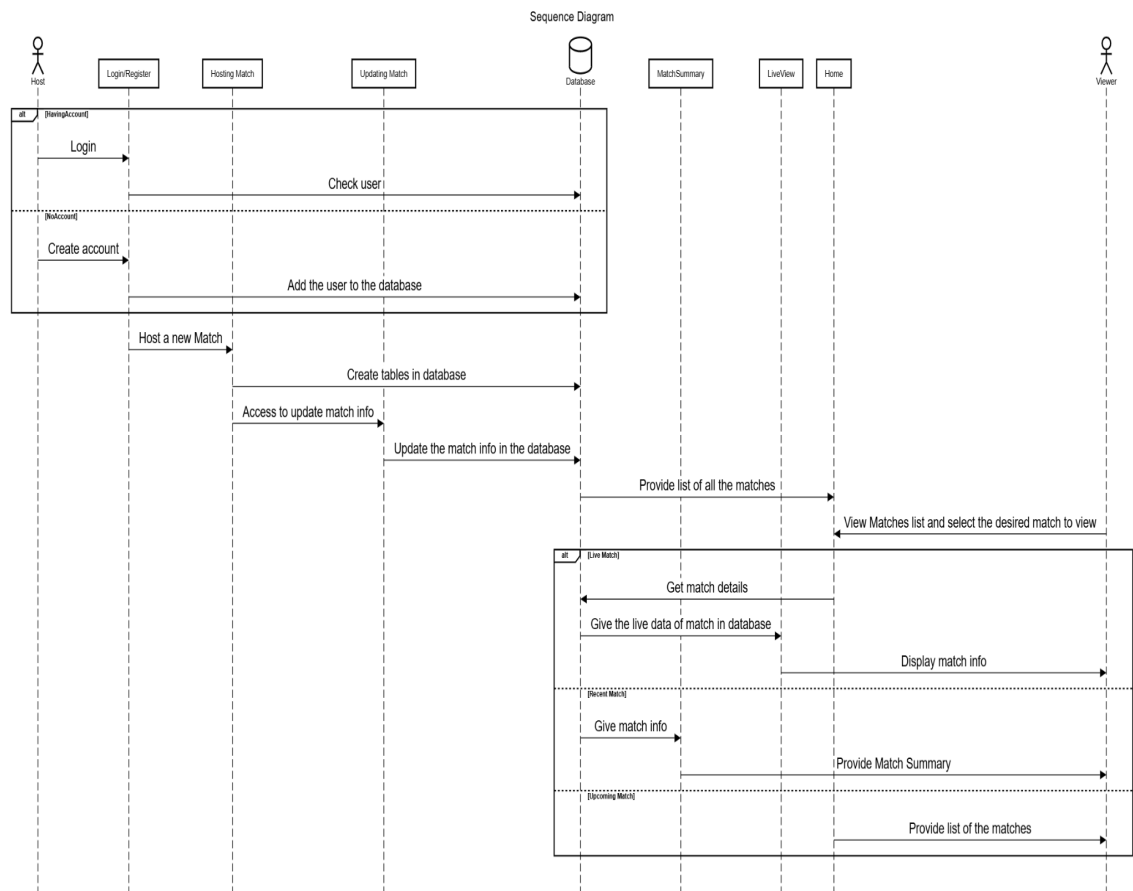 Sequence Diagram
Host
Login/Register
Hosting Match
Updating Match
Database
MatchSummary
LiveView
Home
Viewer
alt
[HavingAccount]
Login
Check user
[NoAccount]
Create account
Add the user to the database
Host a new Match
Create tables in database
Access to update match info
Update the match info in the database
Provide list of all the matches
View Matches list and select the desired match to view
alt
[Live Match]
Get match details
Give the live data of match in database
Display match info
[Recent Match]
Give match info
Provide Match Summary
[Upcoming Match]
Provide list of the matches